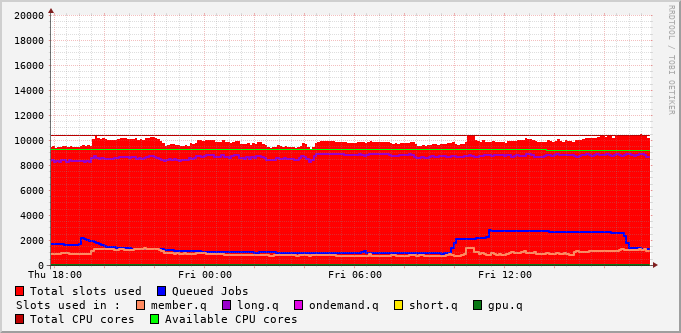 20000
18000
16000
14000
12000
10000
8000
6000
4000
2000
0
Thu 18:00 Fri 00:00 Fri 06:00 Fri 12:00
RRDTOOL / TOBI OETIKER
Total slots used Queued Jobs
Slots used in : member.q long.q ondemand.q short.q gpu.q
Total CPU cores Available CPU cores